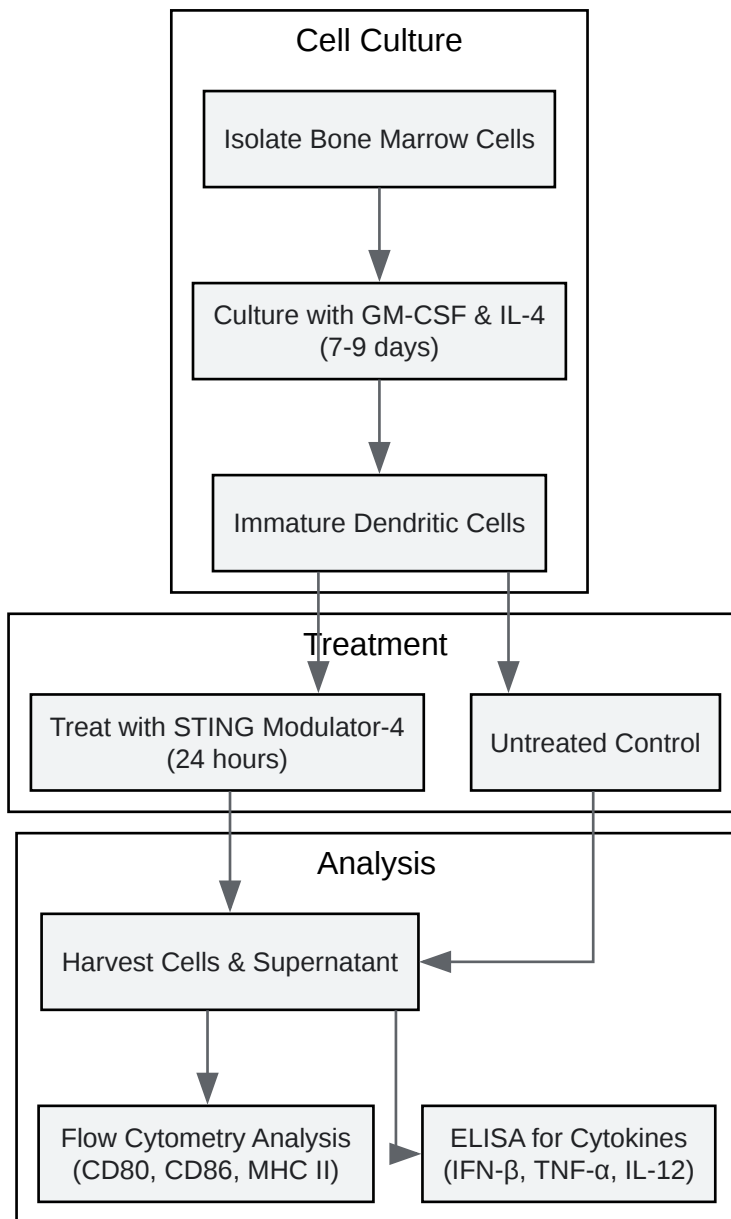 Cell Culture
Isolate Bone Marrow Cells
Culture with GM-CSF & IL-4
(7-9 days)
Immature Dendritic Cells
Treatment
Treat with STING Modulator-4
(24 hours)
Untreated Control
Analysis
Harvest Cells & Supernatant
Flow Cytometry Analysis
(CD80, CD86, MHC II)
ELISA for Cytokines
(IFN-β, TNF-α, IL-12)